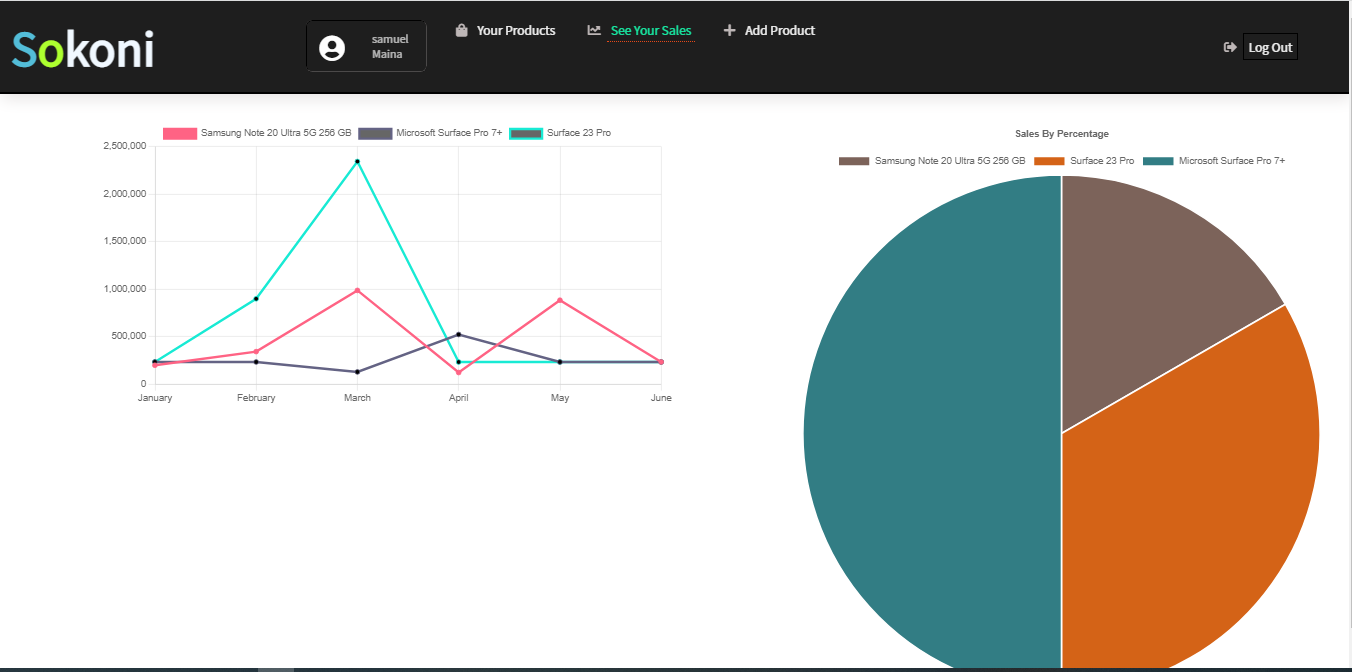 Sokoni
samuel
Maina
Your Products
See Your Sales
Add Product
Log Out
Samsung Note 20 Ultra 5G 256 GB Microsoft Surface Pro 7+ Surface 23 Pro
2,500,000
2,000,000
1,500,000
1,000,000
500,000
0
January February March April May June
Sales By Percentage
Samsung Note 20 Ultra 5G 256 GB Surface 23 Pro Microsoft Surface Pro 7+